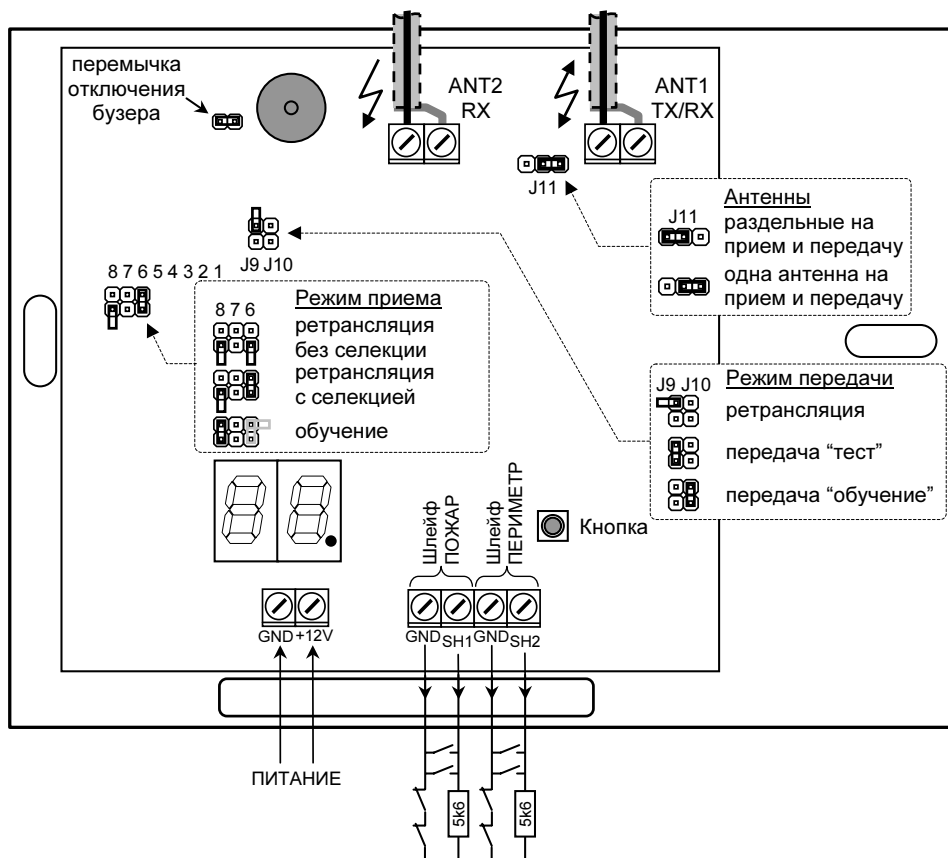 перемычка
отключения
бузера
ANT2
RX
ANT1
TX/RX
J11
Антенны
J11
раздельные на
прием и передачу
одна антенна на
прием и передачу
J9 J10
8 7 6 5 4 3 2 1
Режим приема
8 7 6
ретрансляция
без селекции
ретрансляция
с селекцией
обучение
Режим передачи
J9 J10
ретрансляция
передача “тест”
передача “обучение”
88.
Шлейф
ПОЖАР
Шлейф
ПЕРИМЕТР
Кнопка
GND +12V
GND SH1 GND SH2
ПИТАНИЕ
5k6
5k6